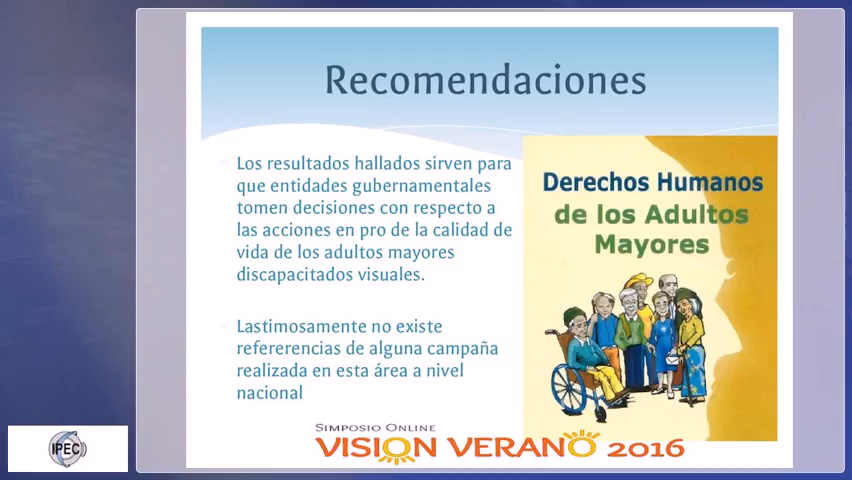 Recomendaciones
Los resultados hallados sirven para
que entidades gubernamentales
tomen decisiones con respecto a
las acciones en pro de la calidad de
vida de los adultos mayores
discapacitados visuales.
Lastimosamente no existe
refererencias de alguna campaña
realizada en esta área a nivel
nacional
Derechos Humanos
de los Adultos
Mayores
SIMPOSIO ONLINE
VISION VERANO 2016
IPEC